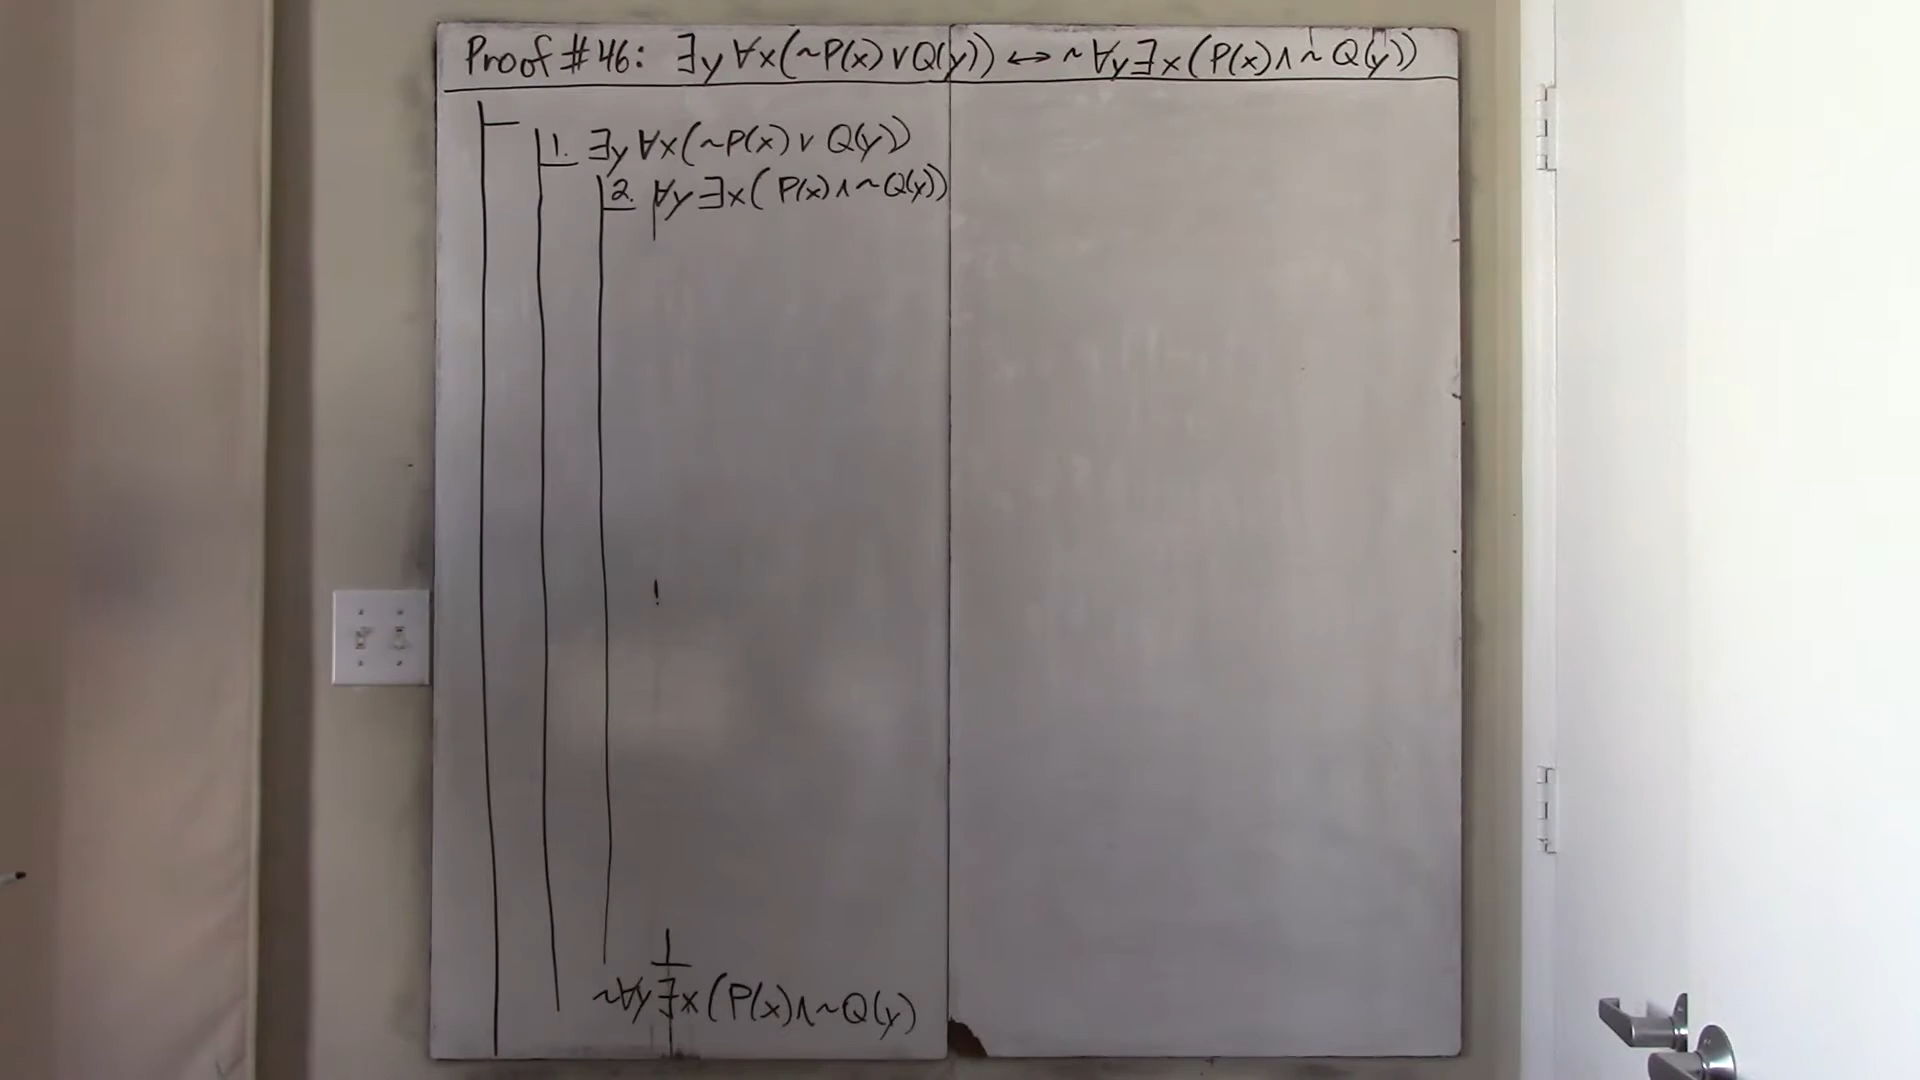 Proof #46: ∃y ∀x(~P(x) ∨ Q(y)) ↔ ~∀y∃x(P(x) ∧ ~Q(y))
1. ∃y ∀x(~P(x) ∨ Q(y))
2. ∀y ∃x(P(x) ∧ ~Q(y))
⊥
~∀y ∃x(P(x) ∧ ~Q(y)